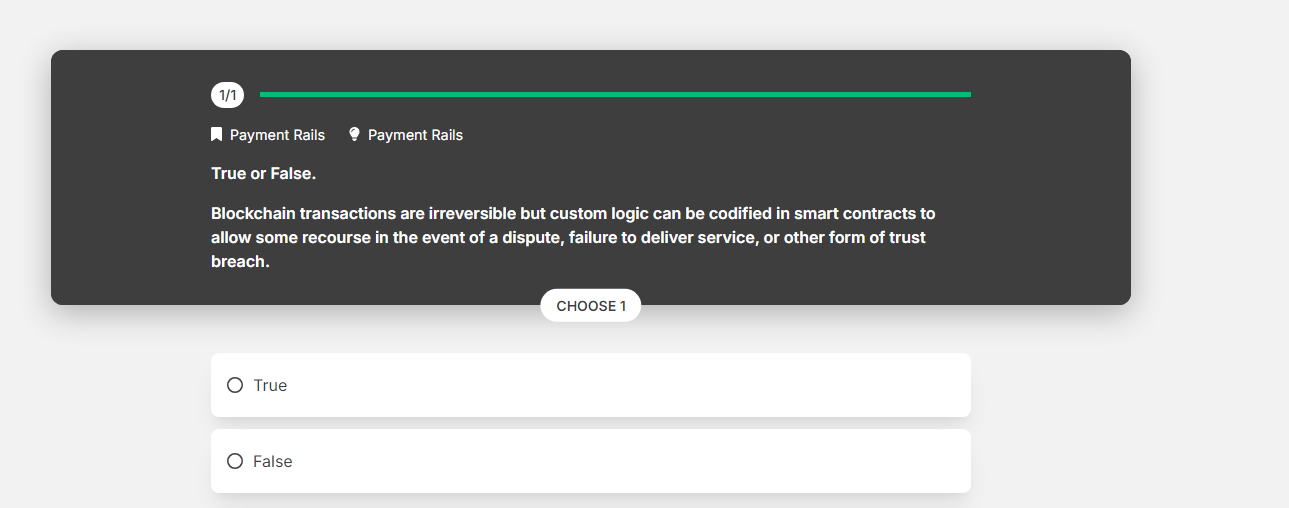 1/1
Payment Rails Payment Rails
True or False.
Blockchain transactions are irreversible but custom logic can be codified in smart contracts to
allow some recourse in the event of a dispute, failure to deliver service, or other form of trust
breach.
CHOOSE 1
True
False